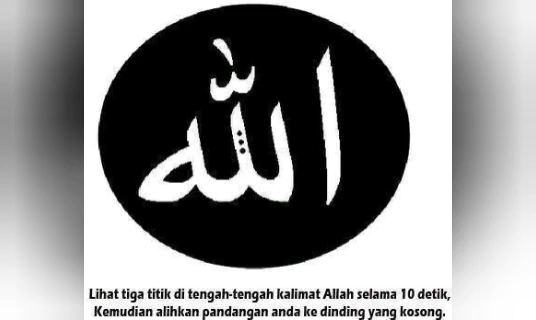 الله
Lihat tiga titik di tengah-tengah kalimat Allah selama 10 detik,
Kemudian alihkan pandangan anda ke dinding yang kosong.